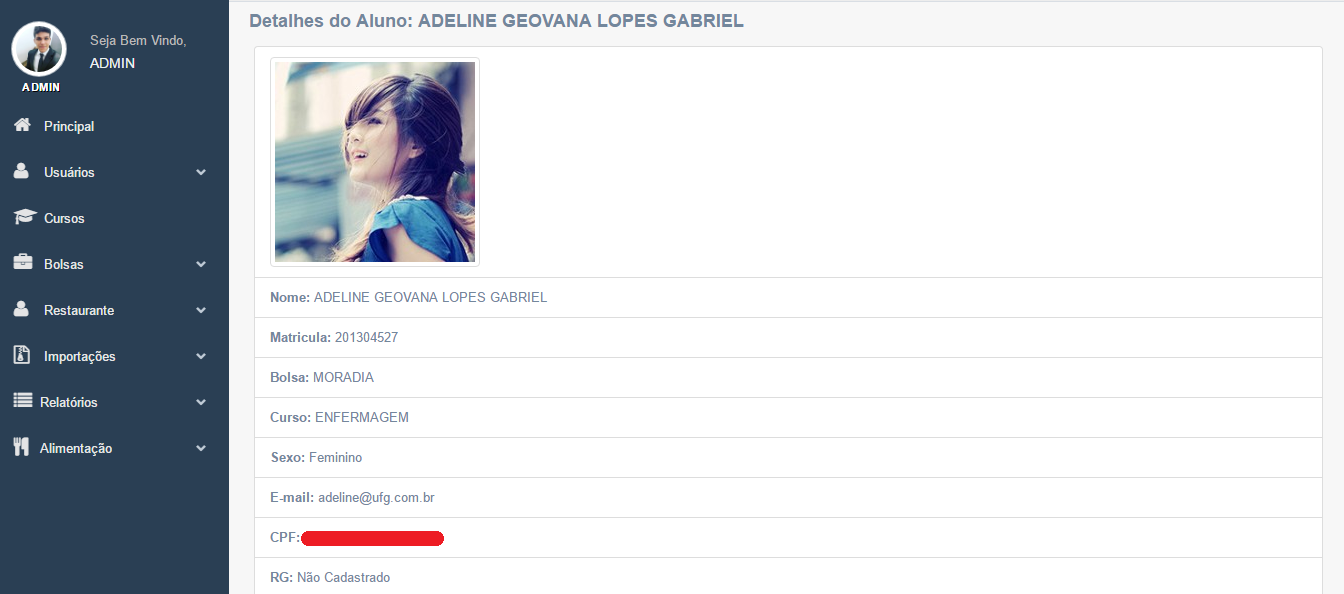 Seja Bem Vindo,
ADMIN
ADMIN
Principal
Usuários
Cursos
Bolsas
Restaurante
Importações
Relatórios
Alimentação
Detalhes do Aluno: ADELINE GEOVANA LOPES GABRIEL
Nome: ADELINE GEOVANA LOPES GABRIEL
Matricula: 201304527
Bolsa: MORADIA
Curso: ENFERMAGEM
Sexo: Feminino
E-mail: adeline@ufg.com.br
CPF:
RG: Não Cadastrado